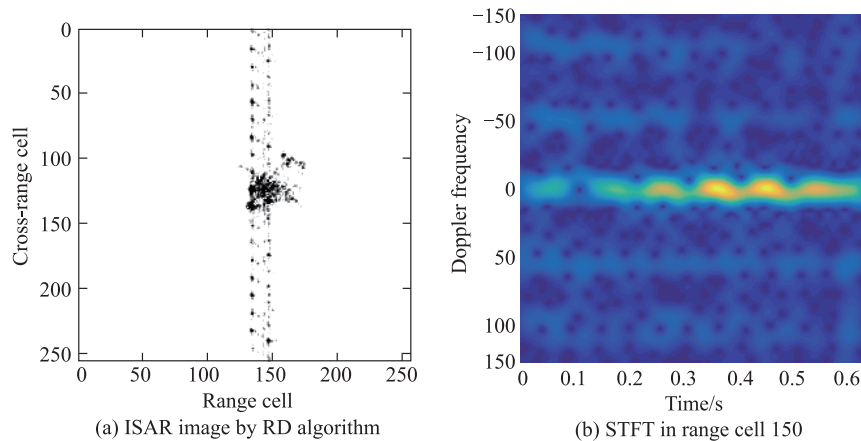 0
50
100
150
200
250
0 50 100 150 200 250
Cross-range cell
Range cell
(a) ISAR image by RD algorithm
−150
−100
−50
0
50
100
150
0 0.1 0.2 0.3 0.4 0.5 0.6
Doppler frequency
Time/s
(b) STFT in range cell 150